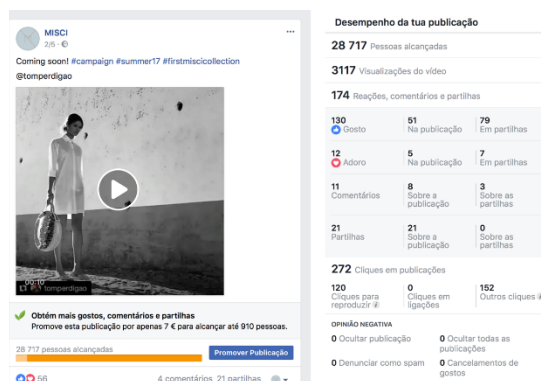 MISCI
2/5 ·
Coming soon! #campaign #summer17 #firstmiscicollection
@tomperdigao
00:10
tomperdigao
Obtém mais gostos, comentários e partilhas
Promove esta publicação por apenas 7 € para alcançar até 910 pessoas.
28 717 pessoas alcançadas
Promover Publicação
56
4 comentários 21 partilhas
Desempenho da tua publicação
28 717 Pessoas alcançadas
3117 Visualizações do vídeo
174 Reações, comentários e partilhas
130 51 79
Gosto Na publicação Em partilhas
12 5 7
Adoro Na publicação Em partilhas
11 8 3
Comentários Sobre a Sobre as
publicação partilhas
21 21 0
Partilhas Sobre a Sobre as
publicação partilhas
272 Cliques em publicações
120 0 152
Cliques para Cliques em Outros cliques
reproduzir ligações
OPINIÃO NEGATIVA
0 Ocultar publicação 0 Ocultar todas as
publicações
0 Denunciar como spam 0 Cancelamentos de
gostos